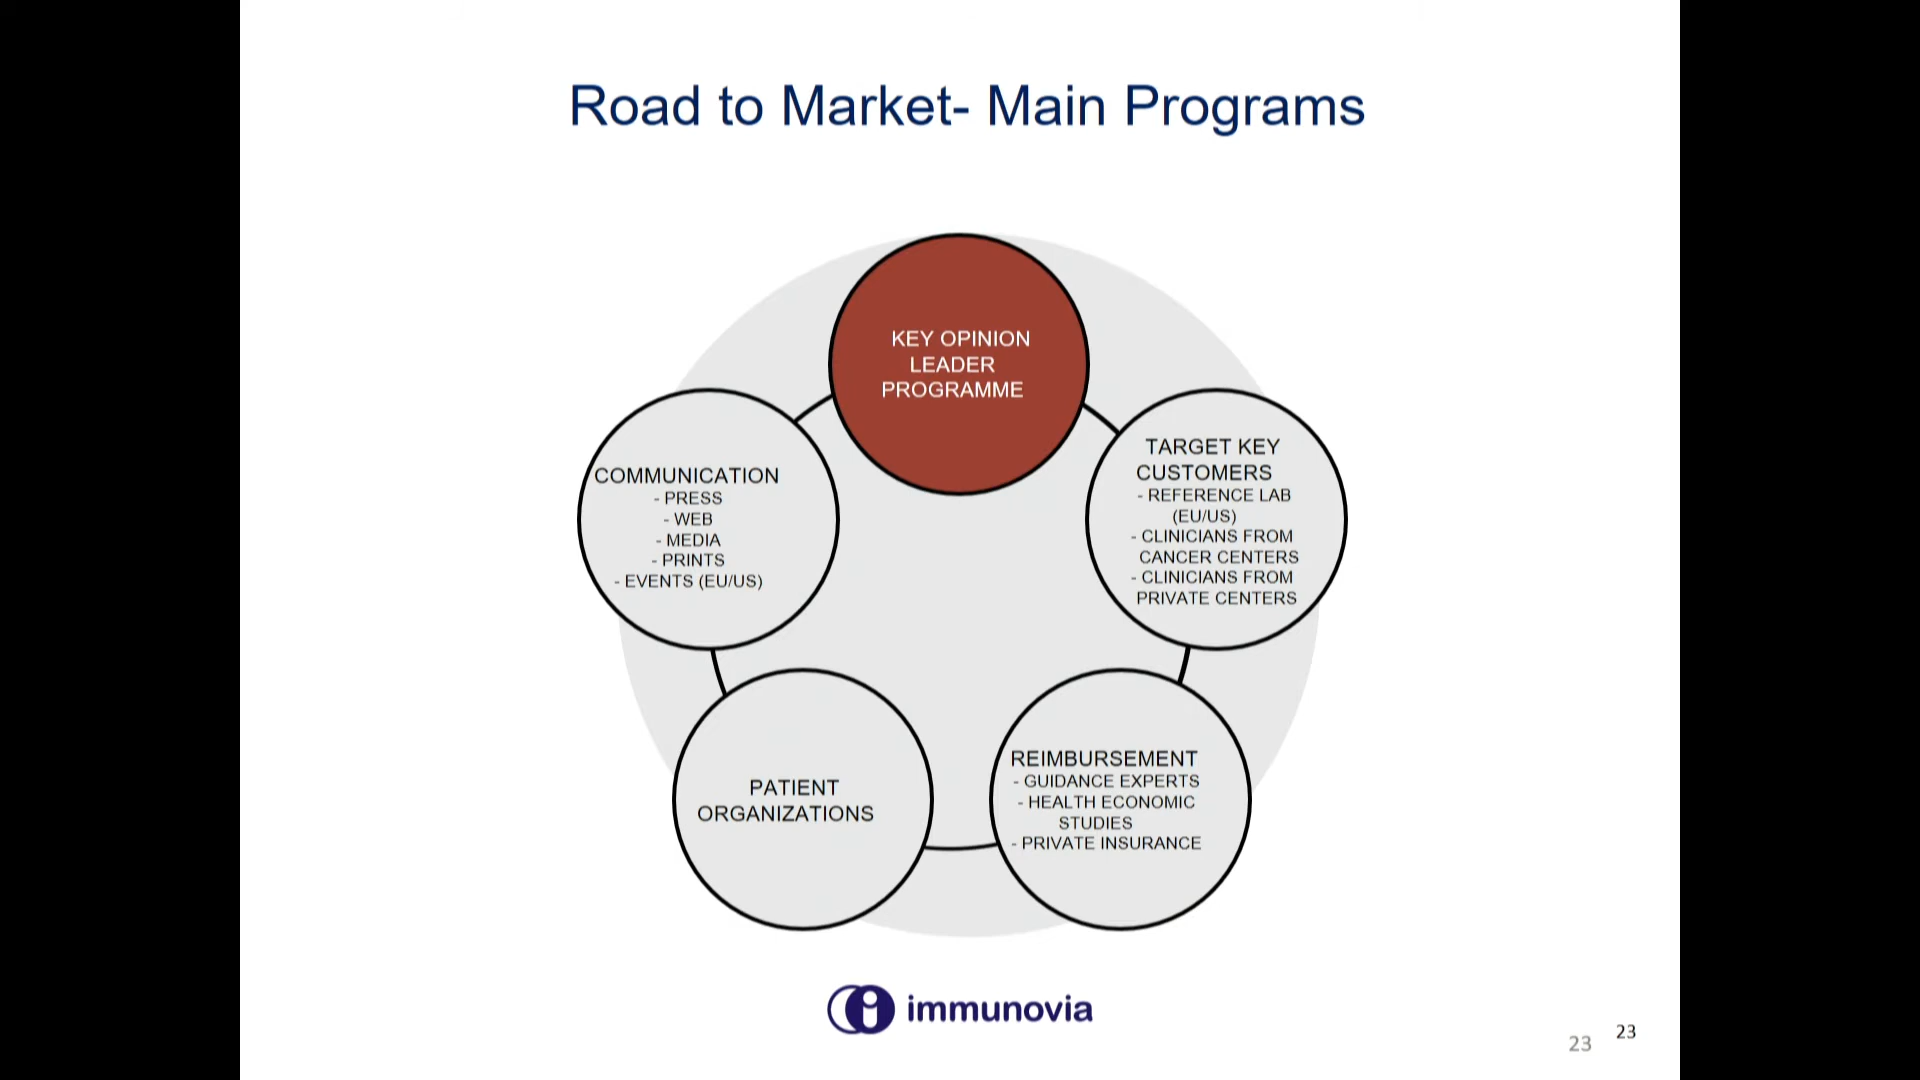 Road to Market- Main Programs
KEY OPINION
LEADER
PROGRAMME
COMMUNICATION
- PRESS
- WEB
- MEDIA
- PRINTS
- EVENTS (EU/US)
TARGET KEY
CUSTOMERS
- REFERENCE LAB
(EU/US)
- CLINICIANS FROM
CANCER CENTERS
- CLINICIANS FROM
PRIVATE CENTERS
PATIENT
ORGANIZATIONS
REIMBURSEMENT
- GUIDANCE EXPERTS
- HEALTH ECONOMIC
STUDIES
- PRIVATE INSURANCE
immunovia
23
23